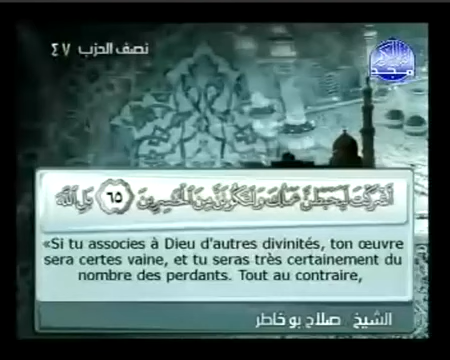 نصف الحزب ٤٧
مجد
أَشْرَكْتَ لَيَحْبَطَنَّ عَمَلُكَ وَلَتَكُونَنَّ مِنَ الْخَاسِرِينَ ٦٥ بَلِ اللَّهَ
«Si tu associes à Dieu d'autres divinités, ton œuvre
sera certes vaine, et tu seras très certainement du
nombre des perdants. Tout au contraire,
الشيخ / صلاح بو خاطر